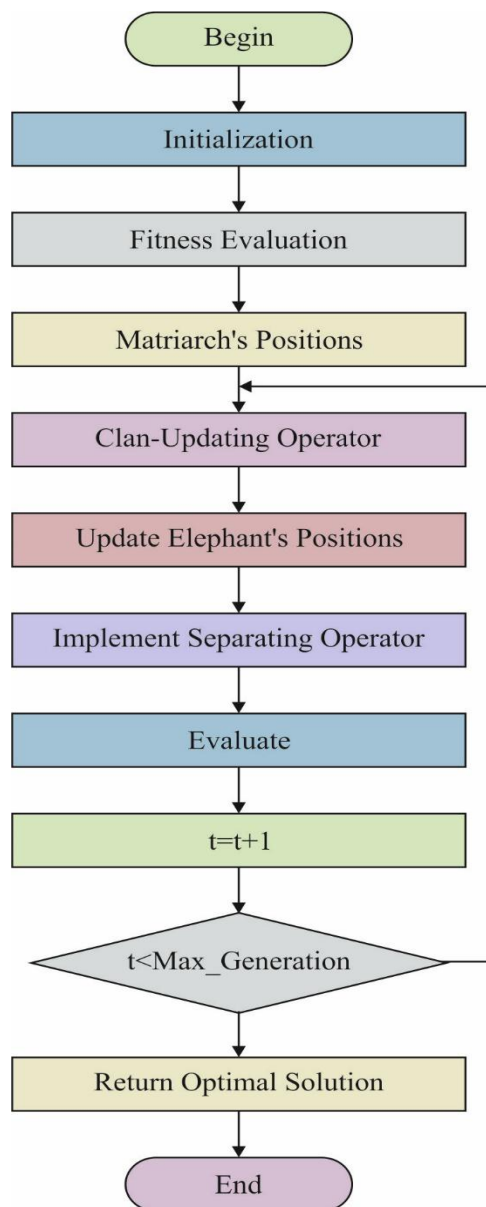 Begin
Initialization
Fitness Evaluation
Matriarch's Positions
Clan-Updating Operator
Update Elephant's Positions
Implement Separating Operator
Evaluate
t=t+1
t<Max_Generation
Return Optimal Solution
End